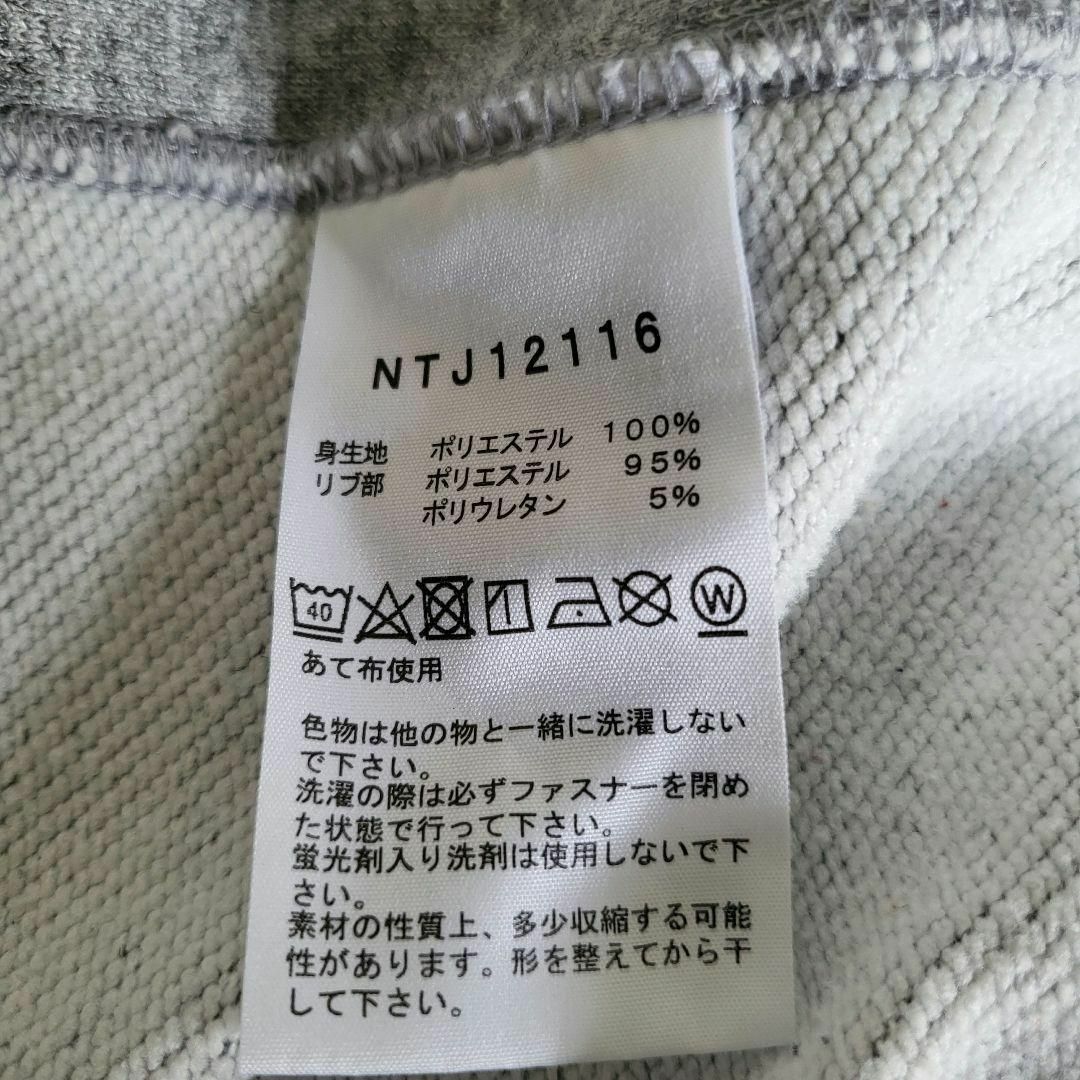 NTJ12116
身生地 ポリエステル 100%
リブ部 ポリエステル 95%
ポリウレタン 5%
40 W
あて布使用
色物は他の物と一緒に洗濯しない
で下さい。
洗濯の際は必ずファスナーを閉め
た状態で行って下さい。
蛍光剤入り洗剤は使用しないで下
さい。
素材の性質上、多少収縮する可能
性があります。形を整えてから干
して下さい。